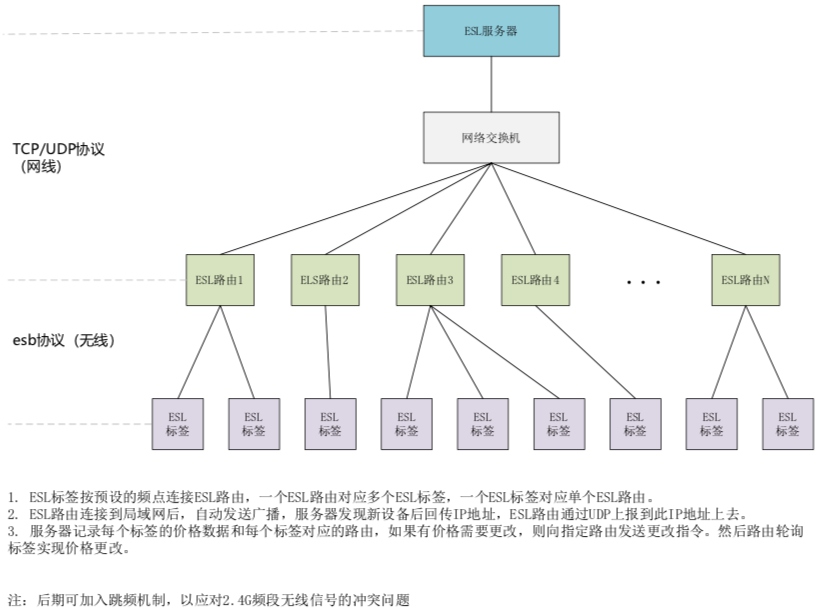 ESL服务器
网络交换机
TCP/UDP协议
（网线）
ESL路由1
ELS路由2
ESL路由3
ESL路由4
...
ESL路由N
esb协议（无线）
ESL
标签
ESL
标签
ESL
标签
ESL
标签
ESL
标签
ESL
标签
ESL
标签
ESL
标签
ESL
标签
1. ESL标签按预设的频点连接ESL路由，一个ESL路由对应多个ESL标签，一个ESL标签对应单个ESL路由。
2. ESL路由连接到局域网后，自动发送广播，服务器发现新设备后回传IP地址，ESL路由通过UDP上报到此IP地址上去。
3. 服务器记录每个标签的价格数据和每个标签对应的路由，如果有价格需要更改，则向指定路由发送更改指令。然后路由轮询
标签实现价格更改。
注：后期可加入跳频机制，以应对2.4G频段无线信号的冲突问题